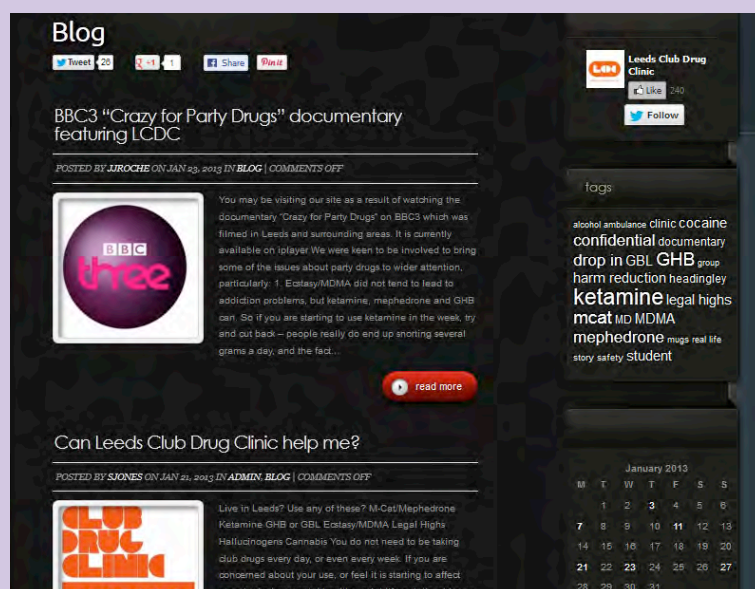 Blog
Tweet 26
+1 1
Share
Pin it
BBC3 “Crazy for Party Drugs” documentary
featuring LCDC
POSTED BY JJROCHE ON JAN 23, 2013 IN BLOG | COMMENTS OFF
BBC
three
You may be visiting our site as a result of watching the
documentary “Crazy for Party Drugs” on BBC3 which was
filmed in Leeds and surrounding areas. It is currently
available on iplayer We were keen to be involved to bring
some of the issues about party drugs to wider attention,
particularly: 1. Ecstasy/MDMA did not tend to lead to
addiction problems, but ketamine, mephedrone and GHB
can. So if you are starting to use ketamine in the week, try
and cut back – people really do end up snorting several
grams a day, and the fact...
read more
Can Leeds Club Drug Clinic help me?
POSTED BY SJONES ON JAN 21, 2013 IN ADMIN, BLOG | COMMENTS OFF
CLUB
DRUG
CLINIC
Live in Leeds? Use any of these? M-Cat/Mephedrone
Ketamine GHB or GBL Ecstasy/MDMA Legal Highs
Hallucinogens Cannabis You do not need to be taking
club drugs every day, or even every week. If you are
concerned about your use, or feel it is starting to affect
Leeds Club Drug
Clinic
Like 240
Follow
tags
alcohol ambulance clinic cocaine
confidential documentary
drop in GBL GHB group
harm reduction headingley
ketamine legal highs
mcat MD MDMA
mephedrone mugs real life
story safety student
January 2013
M T W T F S S
1 2 3 4 5 6
7 8 9 10 11 12 13
14 15 16 17 18 19 20
21 22 23 24 25 26 27
28 29 30 31